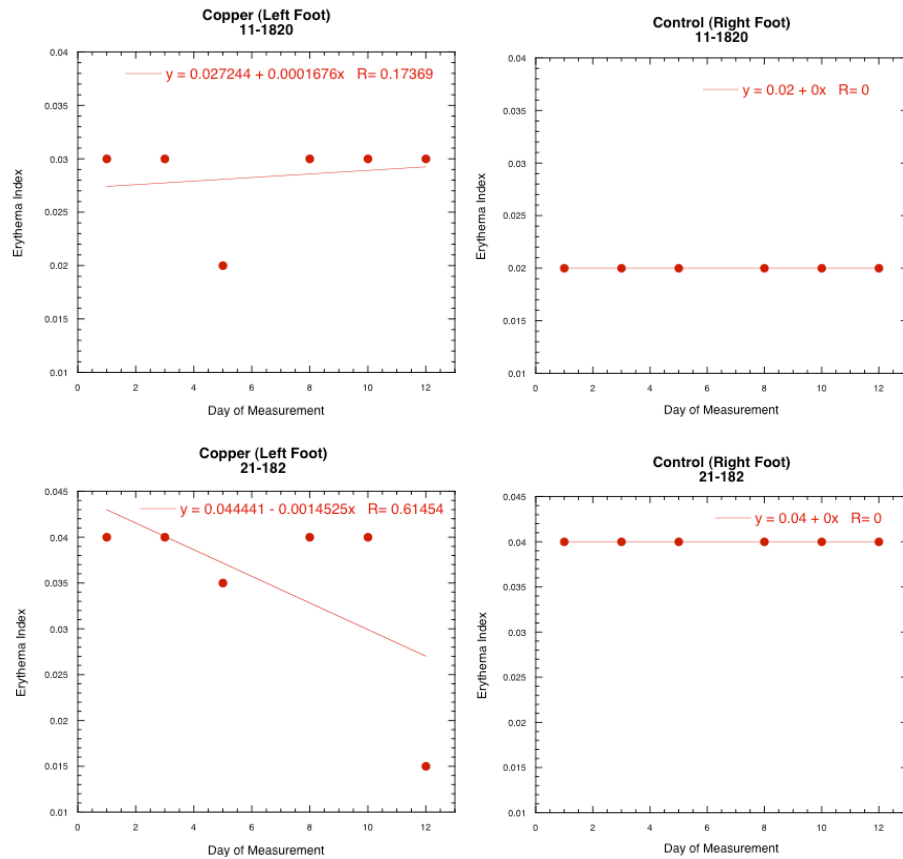 Copper (Left Foot)
11-1820
y = 0.027244 + 0.0001676x R= 0.17369
0.04
0.035
0.03
0.025
0.02
0.015
0.01
Erythema Index
0 2 4 6 8 10 12
Day of Measurement
Control (Right Foot)
11-1820
y = 0.02 + 0x R= 0
0.04
0.035
0.03
0.025
0.02
0.015
0.01
Erythema Index
0 2 4 6 8 10 12
Day of Measurement
Copper (Left Foot)
21-182
y = 0.044441 - 0.0014525x R= 0.61454
0.045
0.04
0.035
0.03
0.025
0.02
0.015
0.01
Erythema Index
0 2 4 6 8 10 12
Day of Measurement
Control (Right Foot)
21-182
y = 0.04 + 0x R= 0
0.045
0.04
0.035
0.03
0.025
0.02
0.015
0.01
Erythema Index
0 2 4 6 8 10 12
Day of Measurement